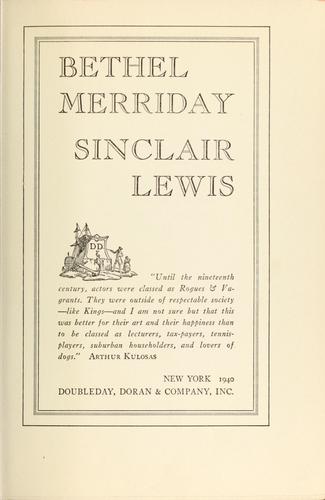 BETHEL
MERRIDAY
SINCLAIR
LEWIS
DD
"Until the nineteenth
century, actors were classed as Rogues & Va-
grants. They were outside of respectable society
—like Kings—and I am not sure but that this
was better for their art and their happiness than
to be classed as lecturers, tax-payers, tennis-
players, suburban householders, and lovers of
dogs." ARTHUR KULOSAS
NEW YORK 1940
DOUBLEDAY, DORAN & COMPANY, INC.